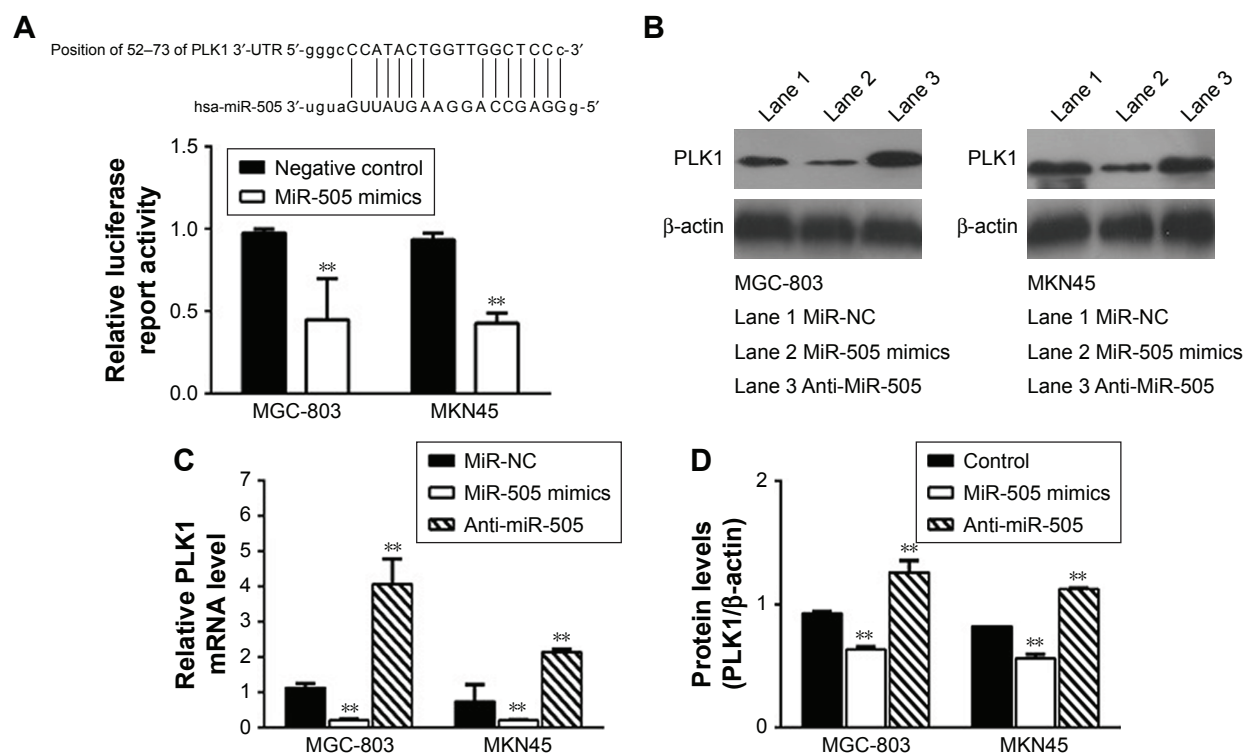 A
Position of 52–73 of PLK1 3′-UTR 5′-gggcCCATACTGGTTGGCTCCc-3′
hsa-miR-505 3′-uguaGUUAUGAAGGACCGAGGg-5′
Relative luciferase
report activity
1.5
1.0
0.5
0.0
Negative control
MiR-505 mimics
**
**
MGC-803
MKN45
B
Lane 1
Lane 2
Lane 3
Lane 1
Lane 2
Lane 3
PLK1
PLK1
β-actin
β-actin
MGC-803
Lane 1 MiR-NC
Lane 2 MiR-505 mimics
Lane 3 Anti-MiR-505
MKN45
Lane 1 MiR-NC
Lane 2 MiR-505 mimics
Lane 3 Anti-MiR-505
C
MiR-NC
MiR-505 mimics
Anti-miR-505
Relative PLK1
mRNA level
7
6
5
4
3
2
1
0
**
**
**
**
MGC-803
MKN45
D
Control
MiR-505 mimics
Anti-miR-505
Protein levels
(PLK1/β-actin)
2
1
0
**
**
**
**
MGC-803
MKN45